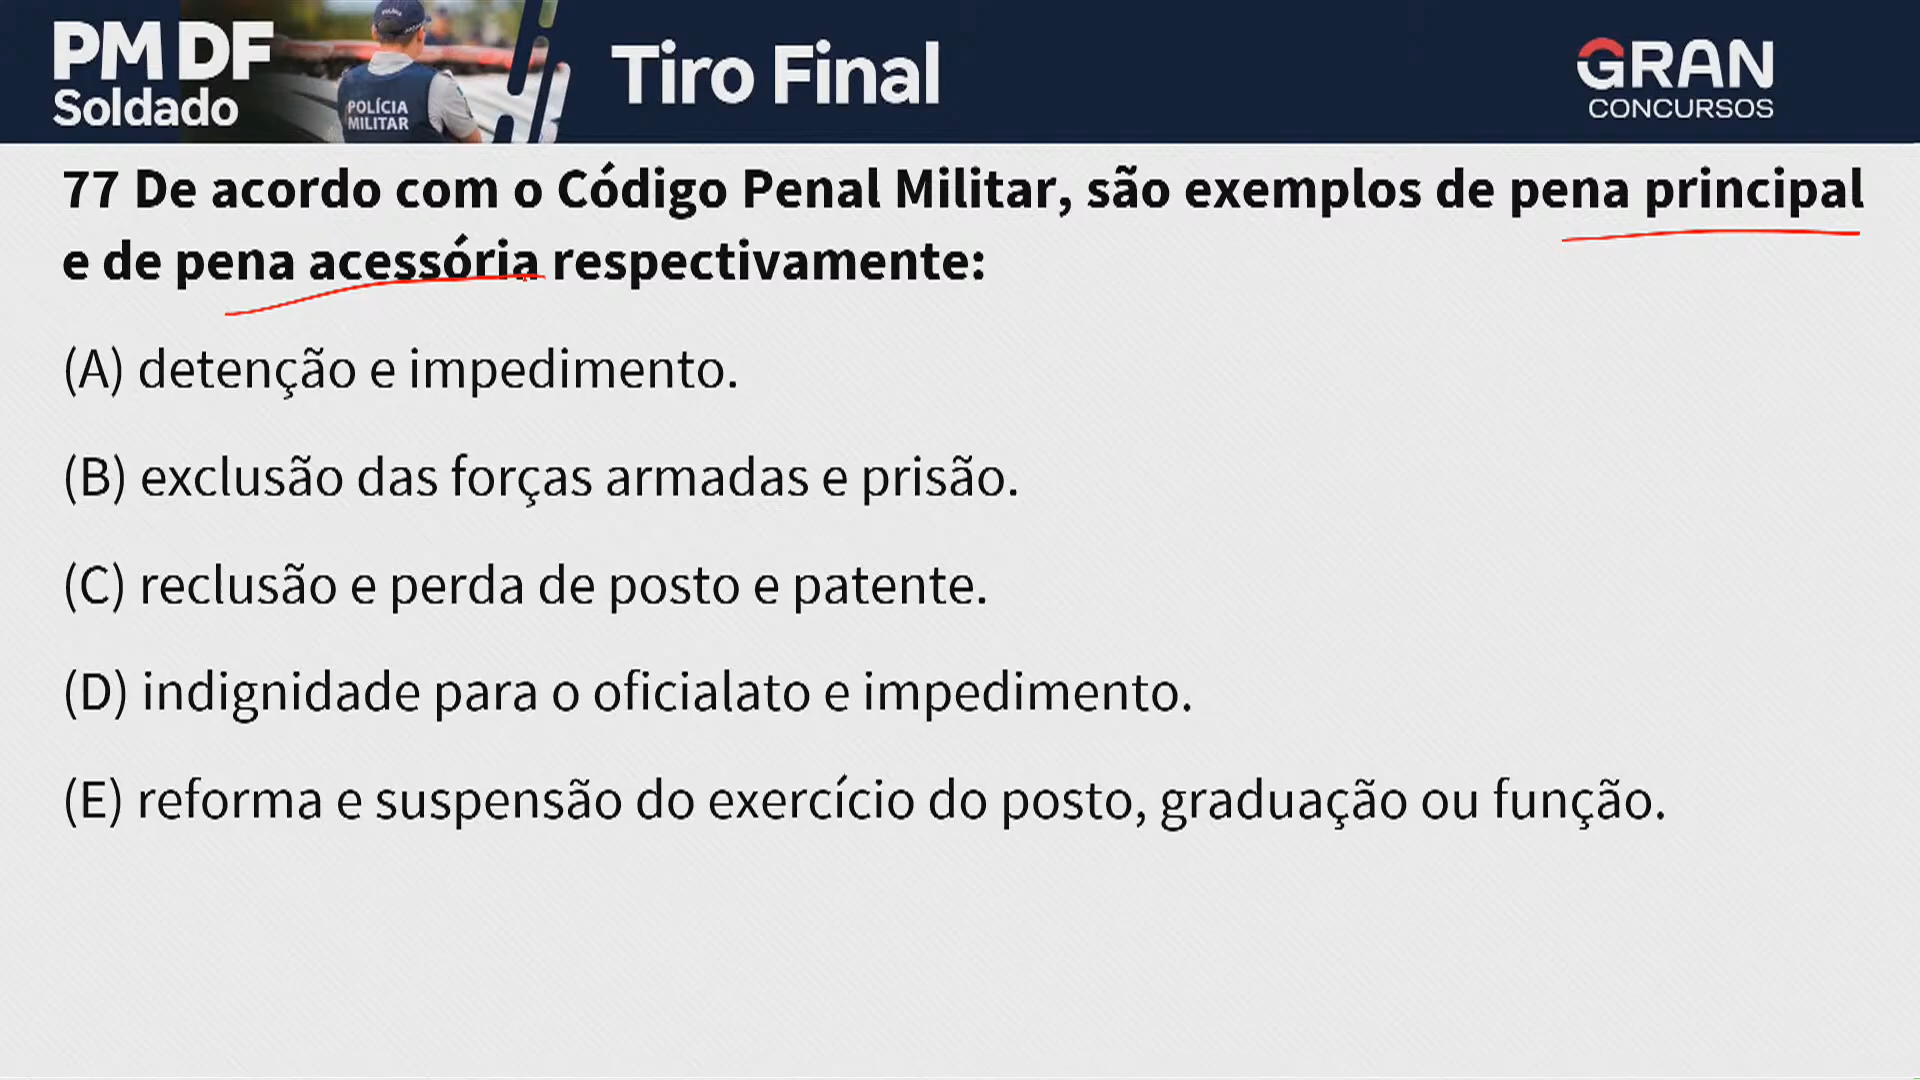 PM DF
Soldado
POLÍCIA
MILITAR
Tiro Final
GRAN
CONCURSOS
77 De acordo com o Código Penal Militar, são exemplos de pena principal
e de pena acessória respectivamente:
(A) detenção e impedimento.
(B) exclusão das forças armadas e prisão.
(C) reclusão e perda de posto e patente.
(D) indignidade para o oficialato e impedimento.
(E) reforma e suspensão do exercício do posto, graduação ou função.